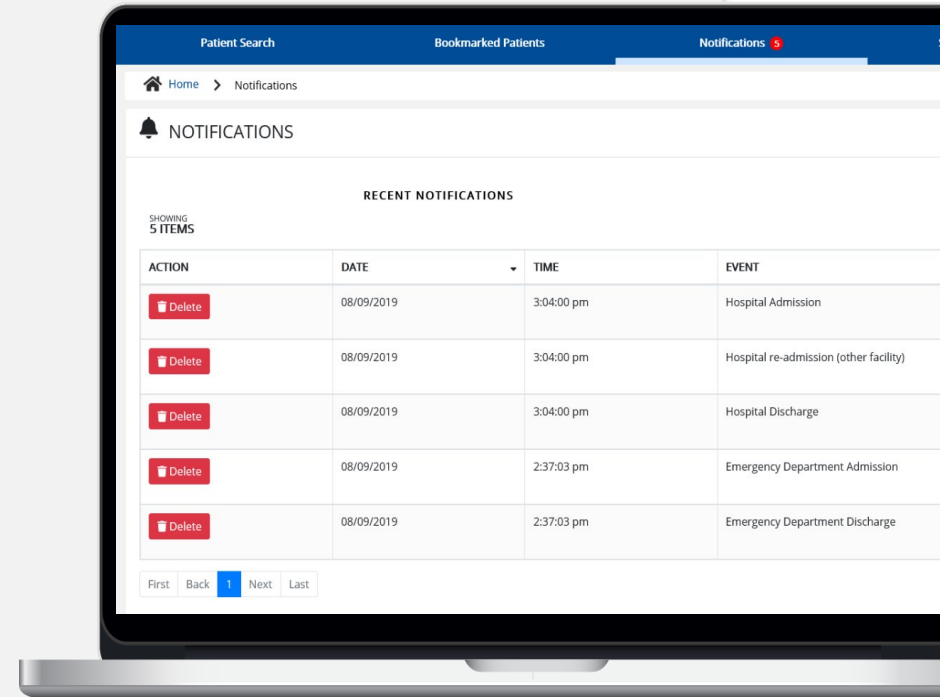 Patient Search Bookmarked Patients Notifications 5
Home > Notifications
NOTIFICATIONS
RECENT NOTIFICATIONS
SHOWING
5 ITEMS
ACTION DATE TIME EVENT
Delete 08/09/2019 3:04:00 pm Hospital Admission
Delete 08/09/2019 3:04:00 pm Hospital re-admission (other facility)
Delete 08/09/2019 3:04:00 pm Hospital Discharge
Delete 08/09/2019 2:37:03 pm Emergency Department Admission
Delete 08/09/2019 2:37:03 pm Emergency Department Discharge
First Back 1 Next Last